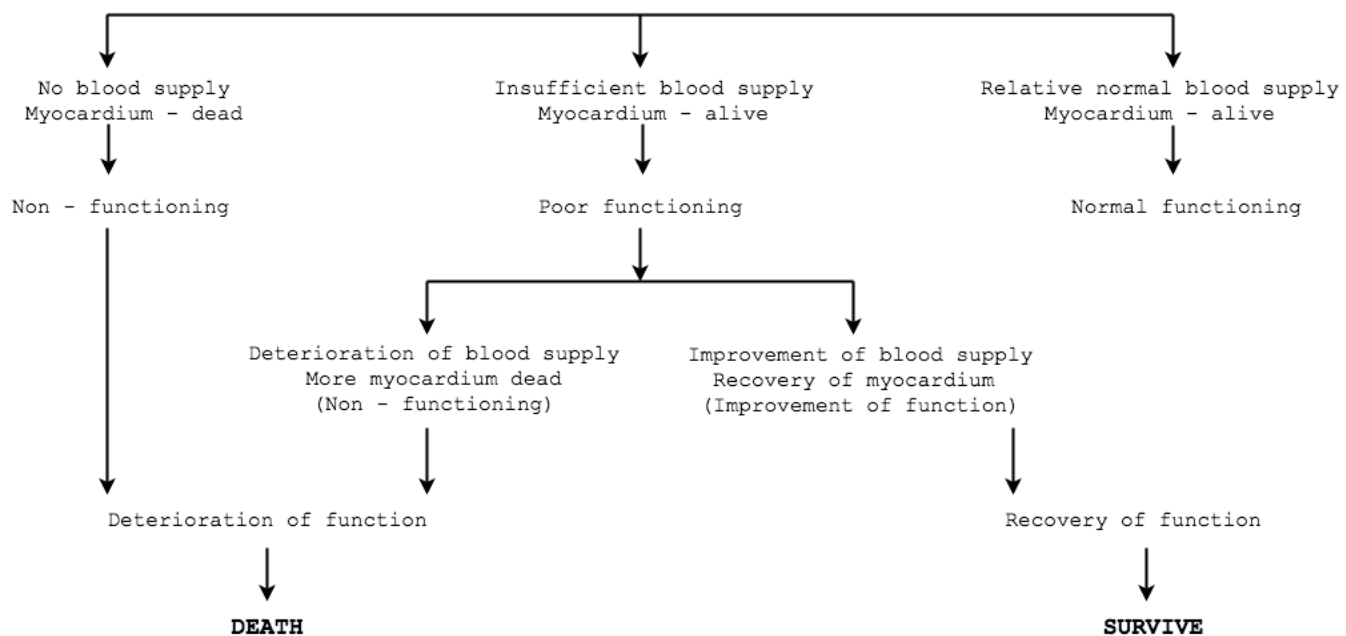 No blood supply
Myocardium - dead
Insufficient blood supply
Myocardium - alive
Relative normal blood supply
Myocardium - alive
Non - functioning
Poor functioning
Normal functioning
Deterioration of blood supply
More myocardium dead
(Non - functioning)
Improvement of blood supply
Recovery of myocardium
(Improvement of function)
Deterioration of function
Recovery of function
DEATH
SURVIVE